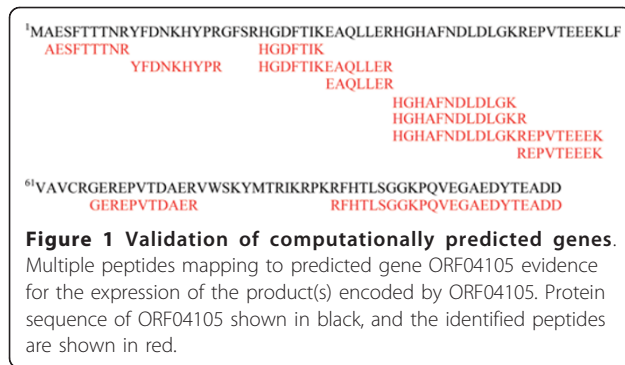 1MAESFTTTNRYFDNKHYPRGFSRHGDFTIKEAQLLERHGHAFNDLDLGKREPVTEEEKLF
AESFTTTNR HGDFTIK
YFDNKHYPR HGDFTIKEAQLLER
EAQLLER
HGHAFNDLDLGK
HGHAFNDLDLGKR
HGHAFNDLDLGKREPVTEEEK
REPVTEEEK
61VAVCRGEREPVTDAERVWSKYMTRIKRPKRFHTLSGGKPQVEGAEDYTEADD
GEREPVTDAER RFHTLSGGKPQVEGAEDYTEADD
Figure 1 Validation of computationally predicted genes.
Multiple peptides mapping to predicted gene ORF04105 evidence
for the expression of the product(s) encoded by ORF04105. Protein
sequence of ORF04105 shown in black, and the identified peptides
are shown in red.